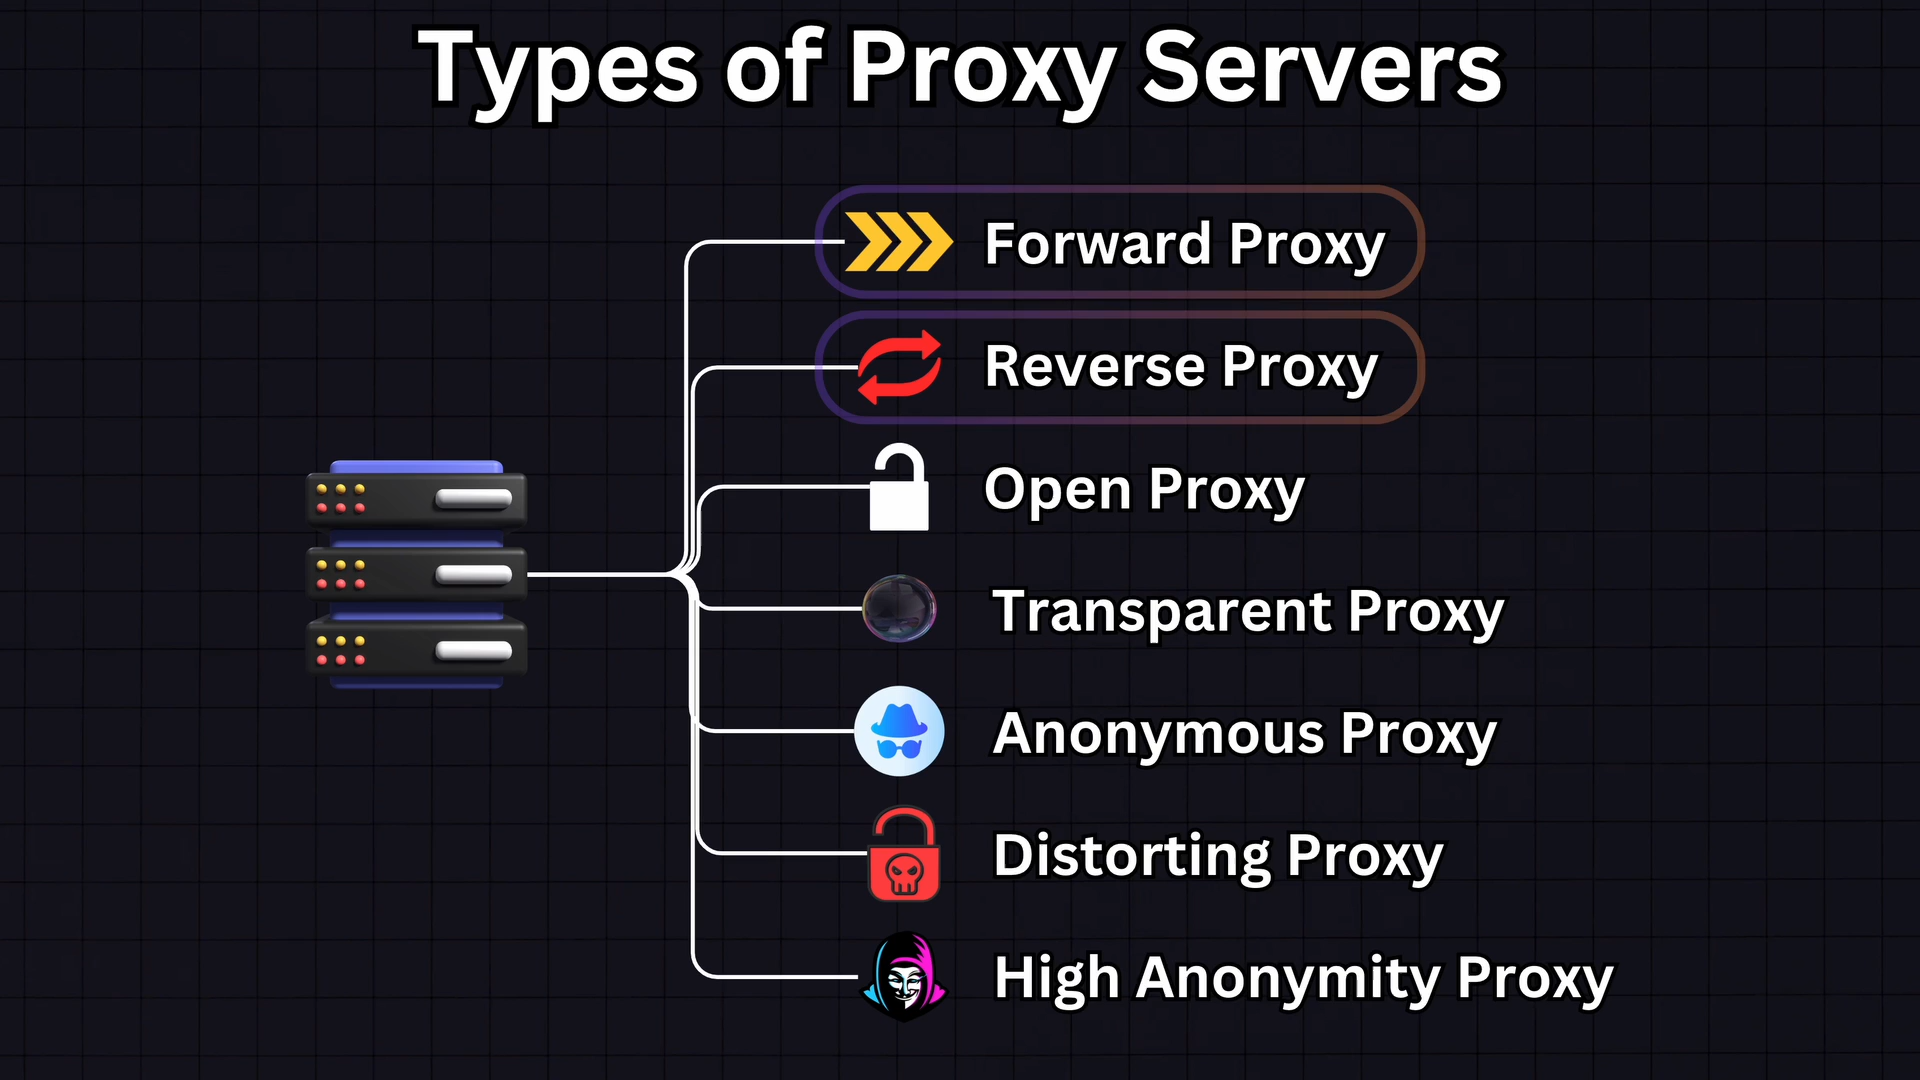 Types of Proxy Servers
Forward Proxy
Reverse Proxy
Open Proxy
Transparent Proxy
Anonymous Proxy
Distorting Proxy
High Anonymity Proxy